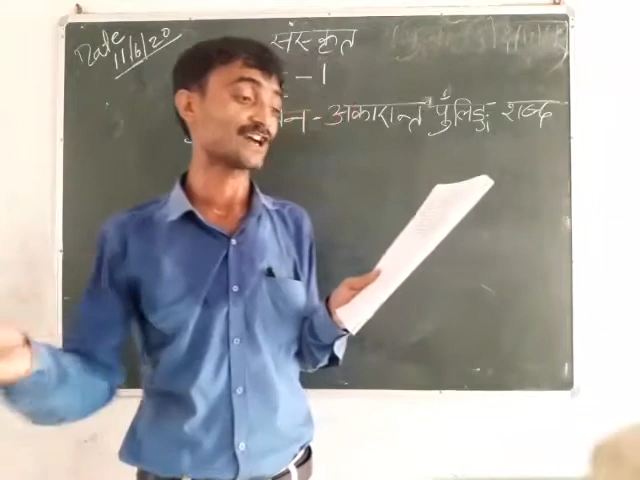 Date 11/6/20
संस्कृत
-1
- अकारान्त पुँलिङ्ग शब्द